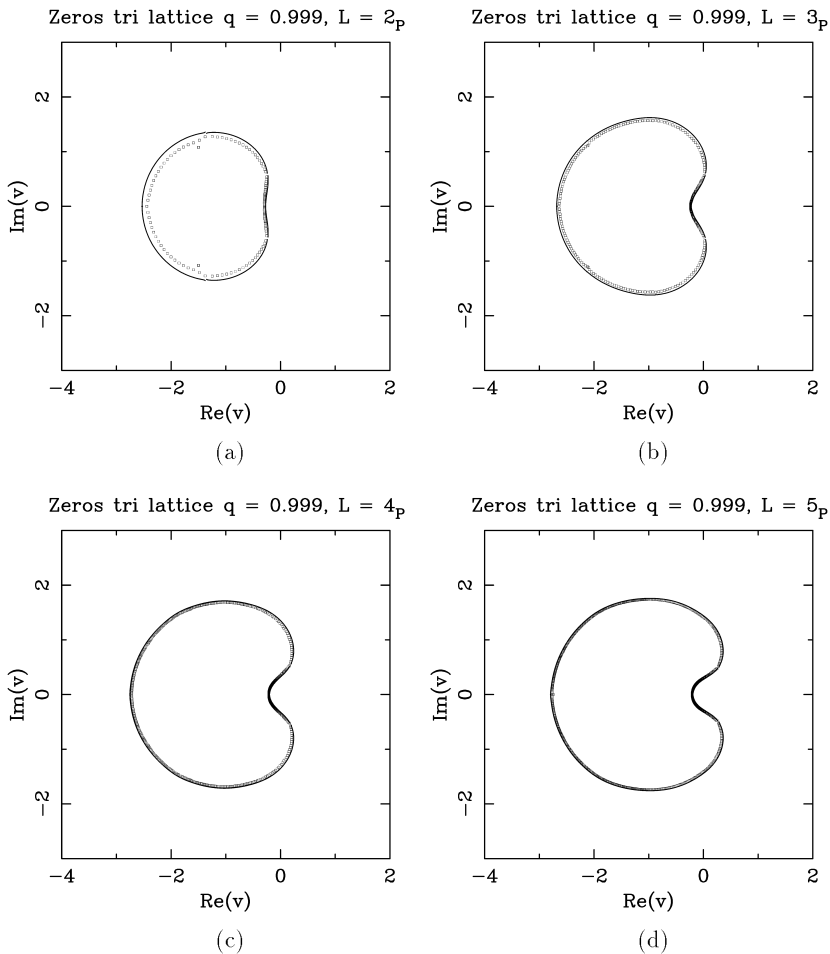 Zeros tri lattice q = 0.999, L = 2P
2
0
−2
Im(v)
−4
−2
0
2
Re(v)
(a)
Zeros tri lattice q = 0.999, L = 3P
2
0
−2
Im(v)
−4
−2
0
2
Re(v)
(b)
Zeros tri lattice q = 0.999, L = 4P
2
0
−2
Im(v)
−4
−2
0
2
Re(v)
(c)
Zeros tri lattice q = 0.999, L = 5P
2
0
−2
Im(v)
−4
−2
0
2
Re(v)
(d)